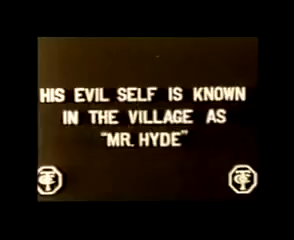 HIS EVIL SELF IS KNOWN
IN THE VILLAGE AS
"MR. HYDE"